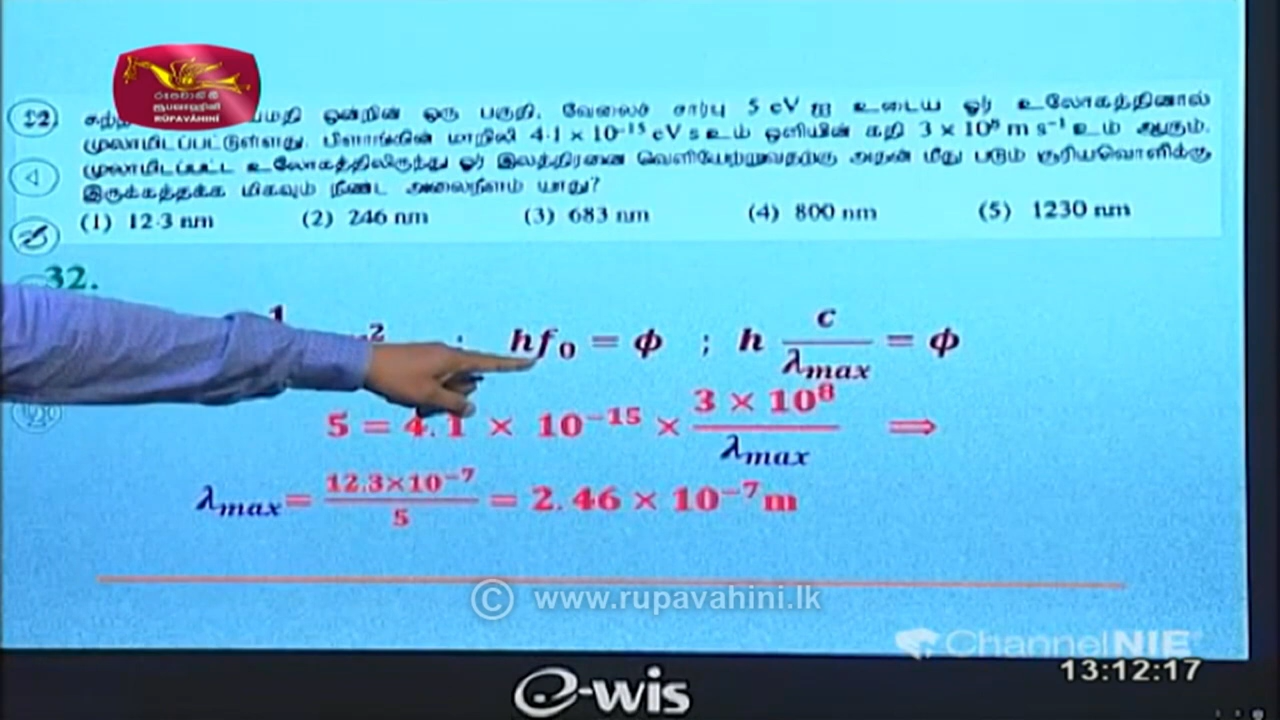 රූපවාහිනී
ரூபவாஹினி
RUPAVAHINI
ஒன்றின் ஒரு பகுதி, வேலைச் சார்பு 5 eV ஐ உடைய ஓர் உலோகத்தினால்
முலாமிடப்பட்டுள்ளது. பிளாங்கின் மாறிலி 4·1 × 10⁻¹⁵ eV s உம் ஒளியின் கதி 3 × 10⁸ m s⁻¹ உம் ஆகும்.
முலாமிடப்பட்ட உலோகத்திலிருந்து ஓர் இலத்திரனை வெளியேற்றுவதற்கு அதன் மீது படும் சூரியவொளிக்கு
இருக்கத்தக்க மிகவும் நீண்ட அலைநீளம் யாது?
(1) 12·3 nm (2) 246 nm (3) 683 nm (4) 800 nm (5) 1230 nm
32.
; hf₀ = ϕ ; h c/λmax = ϕ
5 = 4.1 × 10⁻¹⁵ × 3 × 10⁸/λmax ⟹
λmax = 12.3×10⁻⁷/5 = 2.46 × 10⁻⁷m
© www.rupavahini.lk
ChannelNIE
13:12:17
e-wis